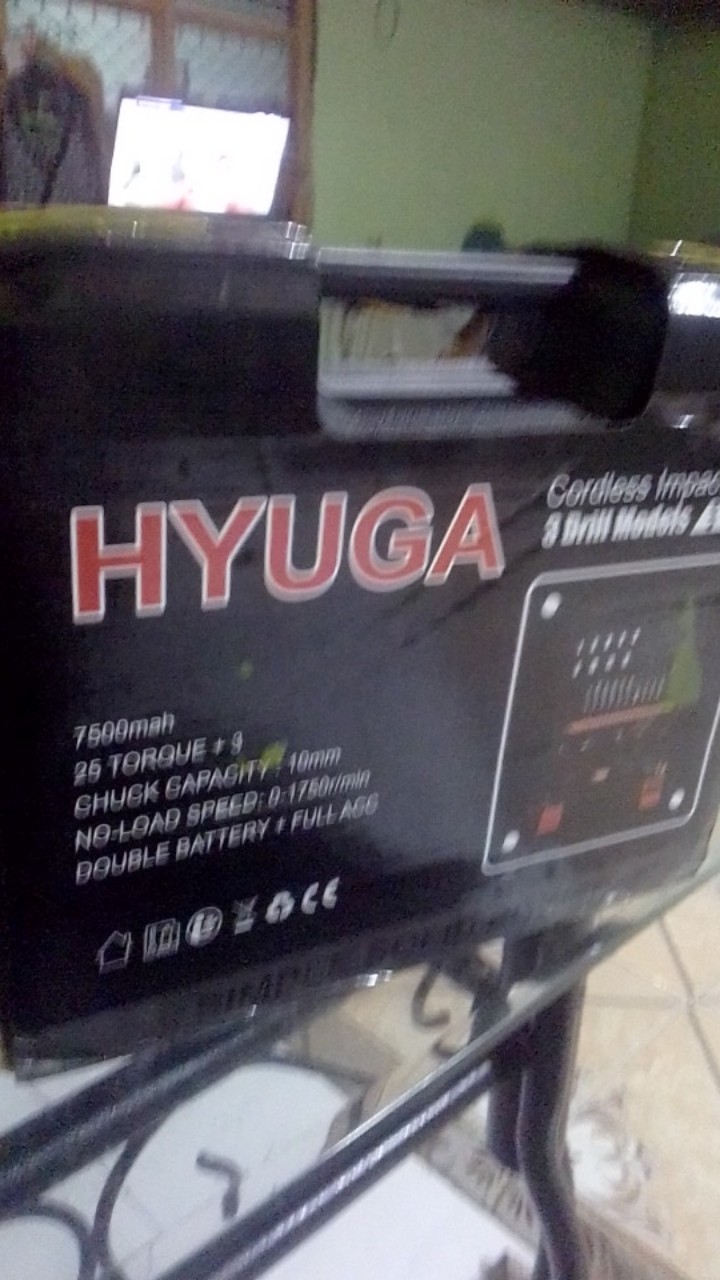 HYUGA
Cordless Impac
3 Drill Models
7500mah
25 TORQUE + 3
CHUCK CAPACITY : 10mm
NO-LOAD SPEED: 0-1750r/min
DOUBLE BATTERY + FULL ACC
CE